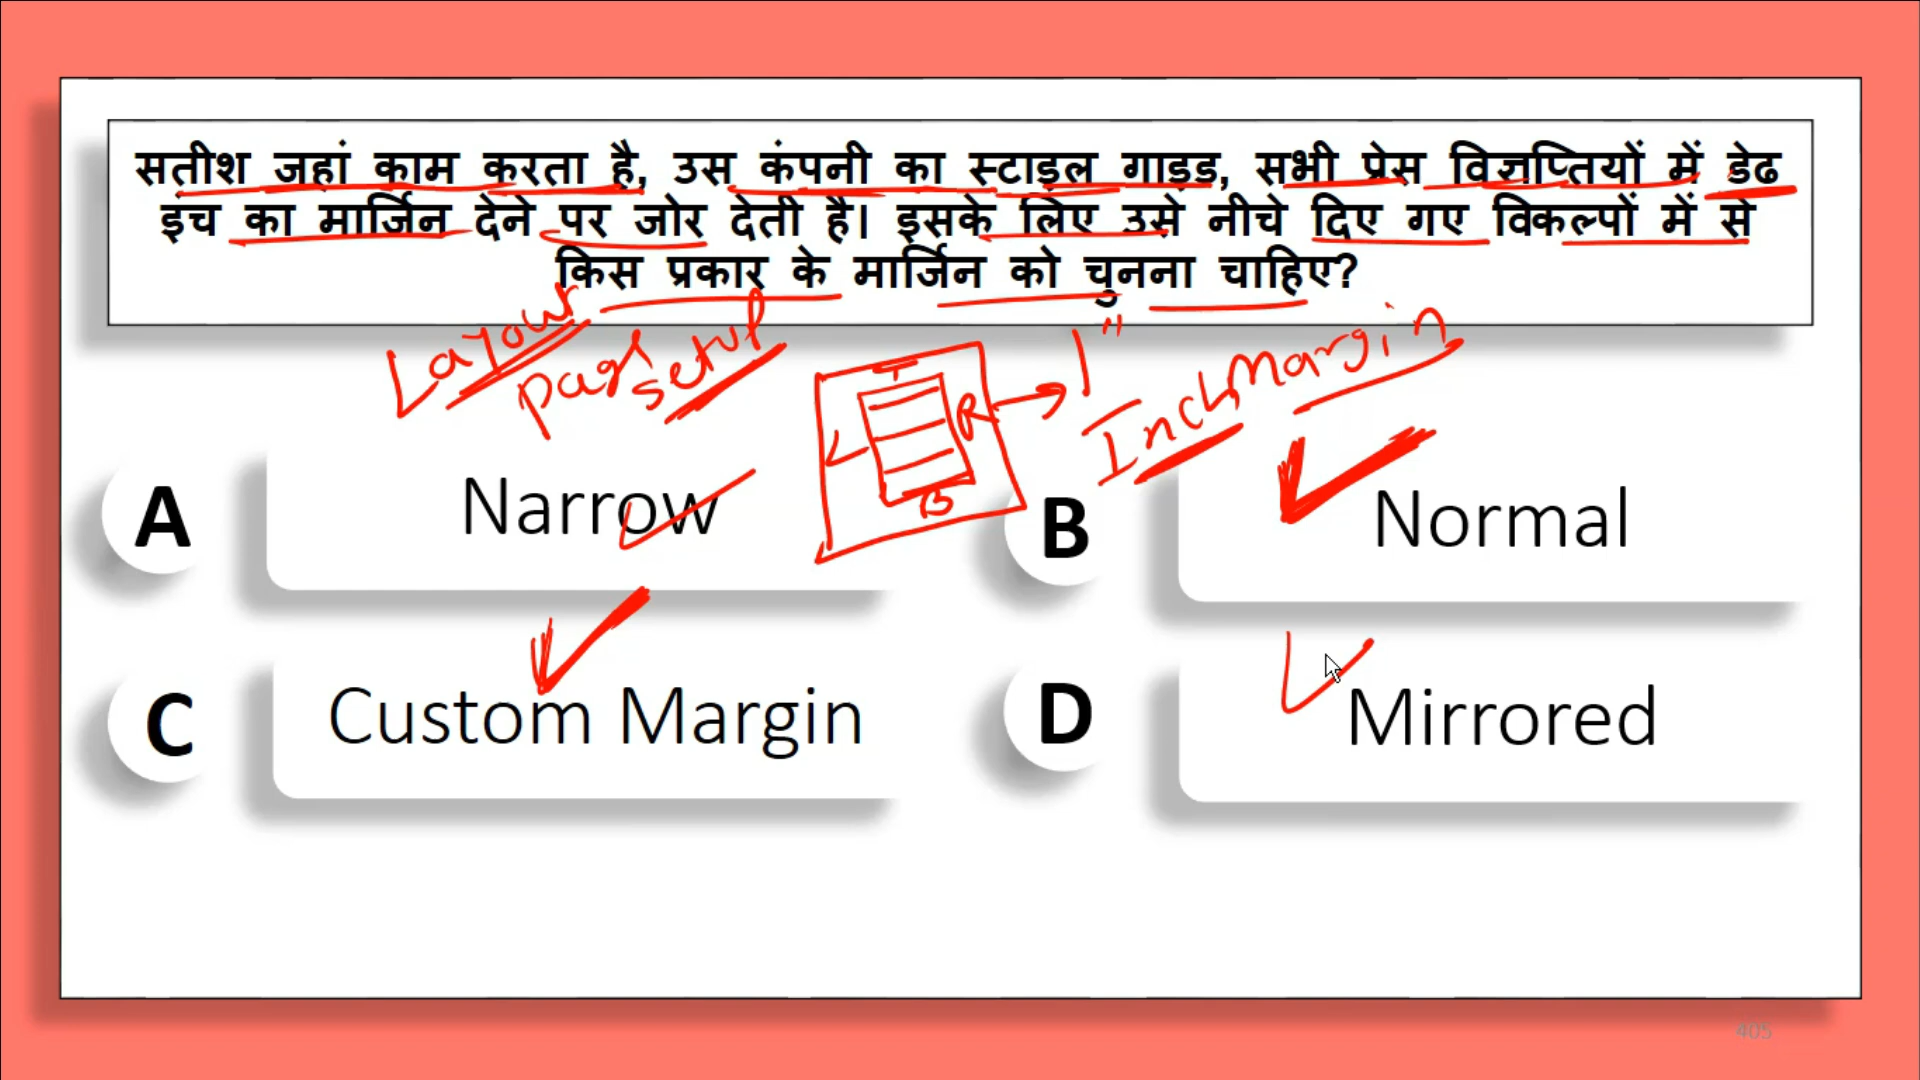 सतीश जहां काम करता है, उस कंपनी का स्टाइल गाइड, सभी प्रेस विज्ञप्तियों में डेढ
इंच का मार्जिन देने पर जोर देती है। इसके लिए उसे नीचे दिए गए विकल्पों में से
किस प्रकार के मार्जिन को चुनना चाहिए?
Layout
page setup
T
L
R
B
1"
Inch Margin
A Narrow
B Normal
C Custom Margin
D Mirrored
405